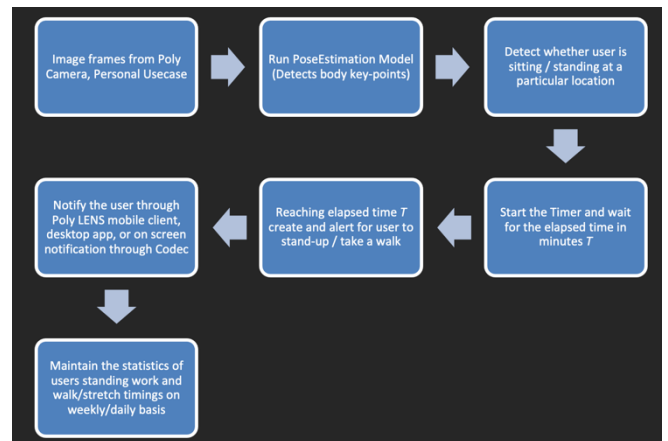 Image frames from Poly
Camera, Personal Usecase
Run PoseEstimation Model
(Detects body key-points)
Detect whether user is
sitting / standing at a
particular location
Start the Timer and wait
for the elapsed time in
minutes T
Reaching elapsed time T
create and alert for user to
stand-up / take a walk
Notify the user through
Poly LENS mobile client,
desktop app, or on screen
notification through Codec
Maintain the statistics of
users standing work and
walk/stretch timings on
weekly/daily basis